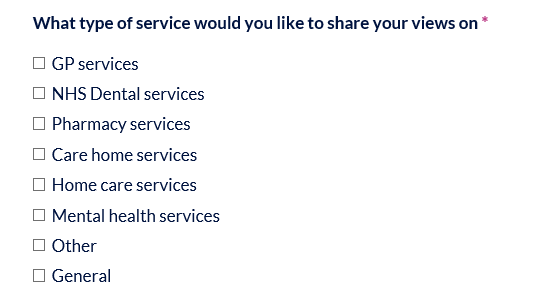 What type of service would you like to share your views on *
GP services
NHS Dental services
Pharmacy services
Care home services
Home care services
Mental health services
Other
General